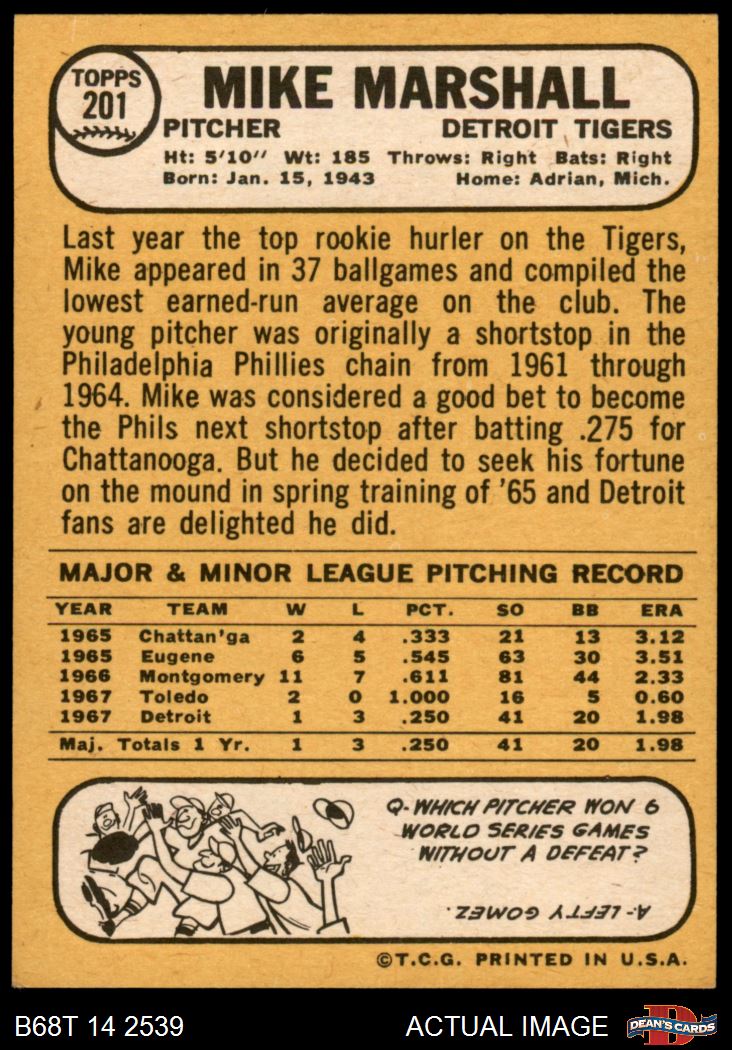 TOPPS
201
MIKE MARSHALL
PITCHER DETROIT TIGERS
Ht: 5'10" Wt: 185 Throws: Right Bats: Right
Born: Jan. 15, 1943 Home: Adrian, Mich.
Last year the top rookie hurler on the Tigers,
Mike appeared in 37 ballgames and compiled the
lowest earned-run average on the club. The
young pitcher was originally a shortstop in the
Philadelphia Phillies chain from 1961 through
1964. Mike was considered a good bet to become
the Phils next shortstop after batting .275 for
Chattanooga. But he decided to seek his fortune
on the mound in spring training of '65 and Detroit
fans are delighted he did.
MAJOR & MINOR LEAGUE PITCHING RECORD
YEAR TEAM W L PCT. SO BB ERA
1965 Chattan'ga 2 4 .333 21 13 3.12
1965 Eugene 6 5 .545 63 30 3.51
1966 Montgomery 11 7 .611 81 44 2.33
1967 Toledo 2 0 1.000 16 5 0.60
1967 Detroit 1 3 .250 41 20 1.98
Maj. Totals 1 Yr. 1 3 .250 41 20 1.98
Q- WHICH PITCHER WON 6
WORLD SERIES GAMES
WITHOUT A DEFEAT?
A- LEFTY GOMEZ.
©T.C.G. PRINTED IN U.S.A.
B68T 14 2539 ACTUAL IMAGE
D
DEAN'S CARDS